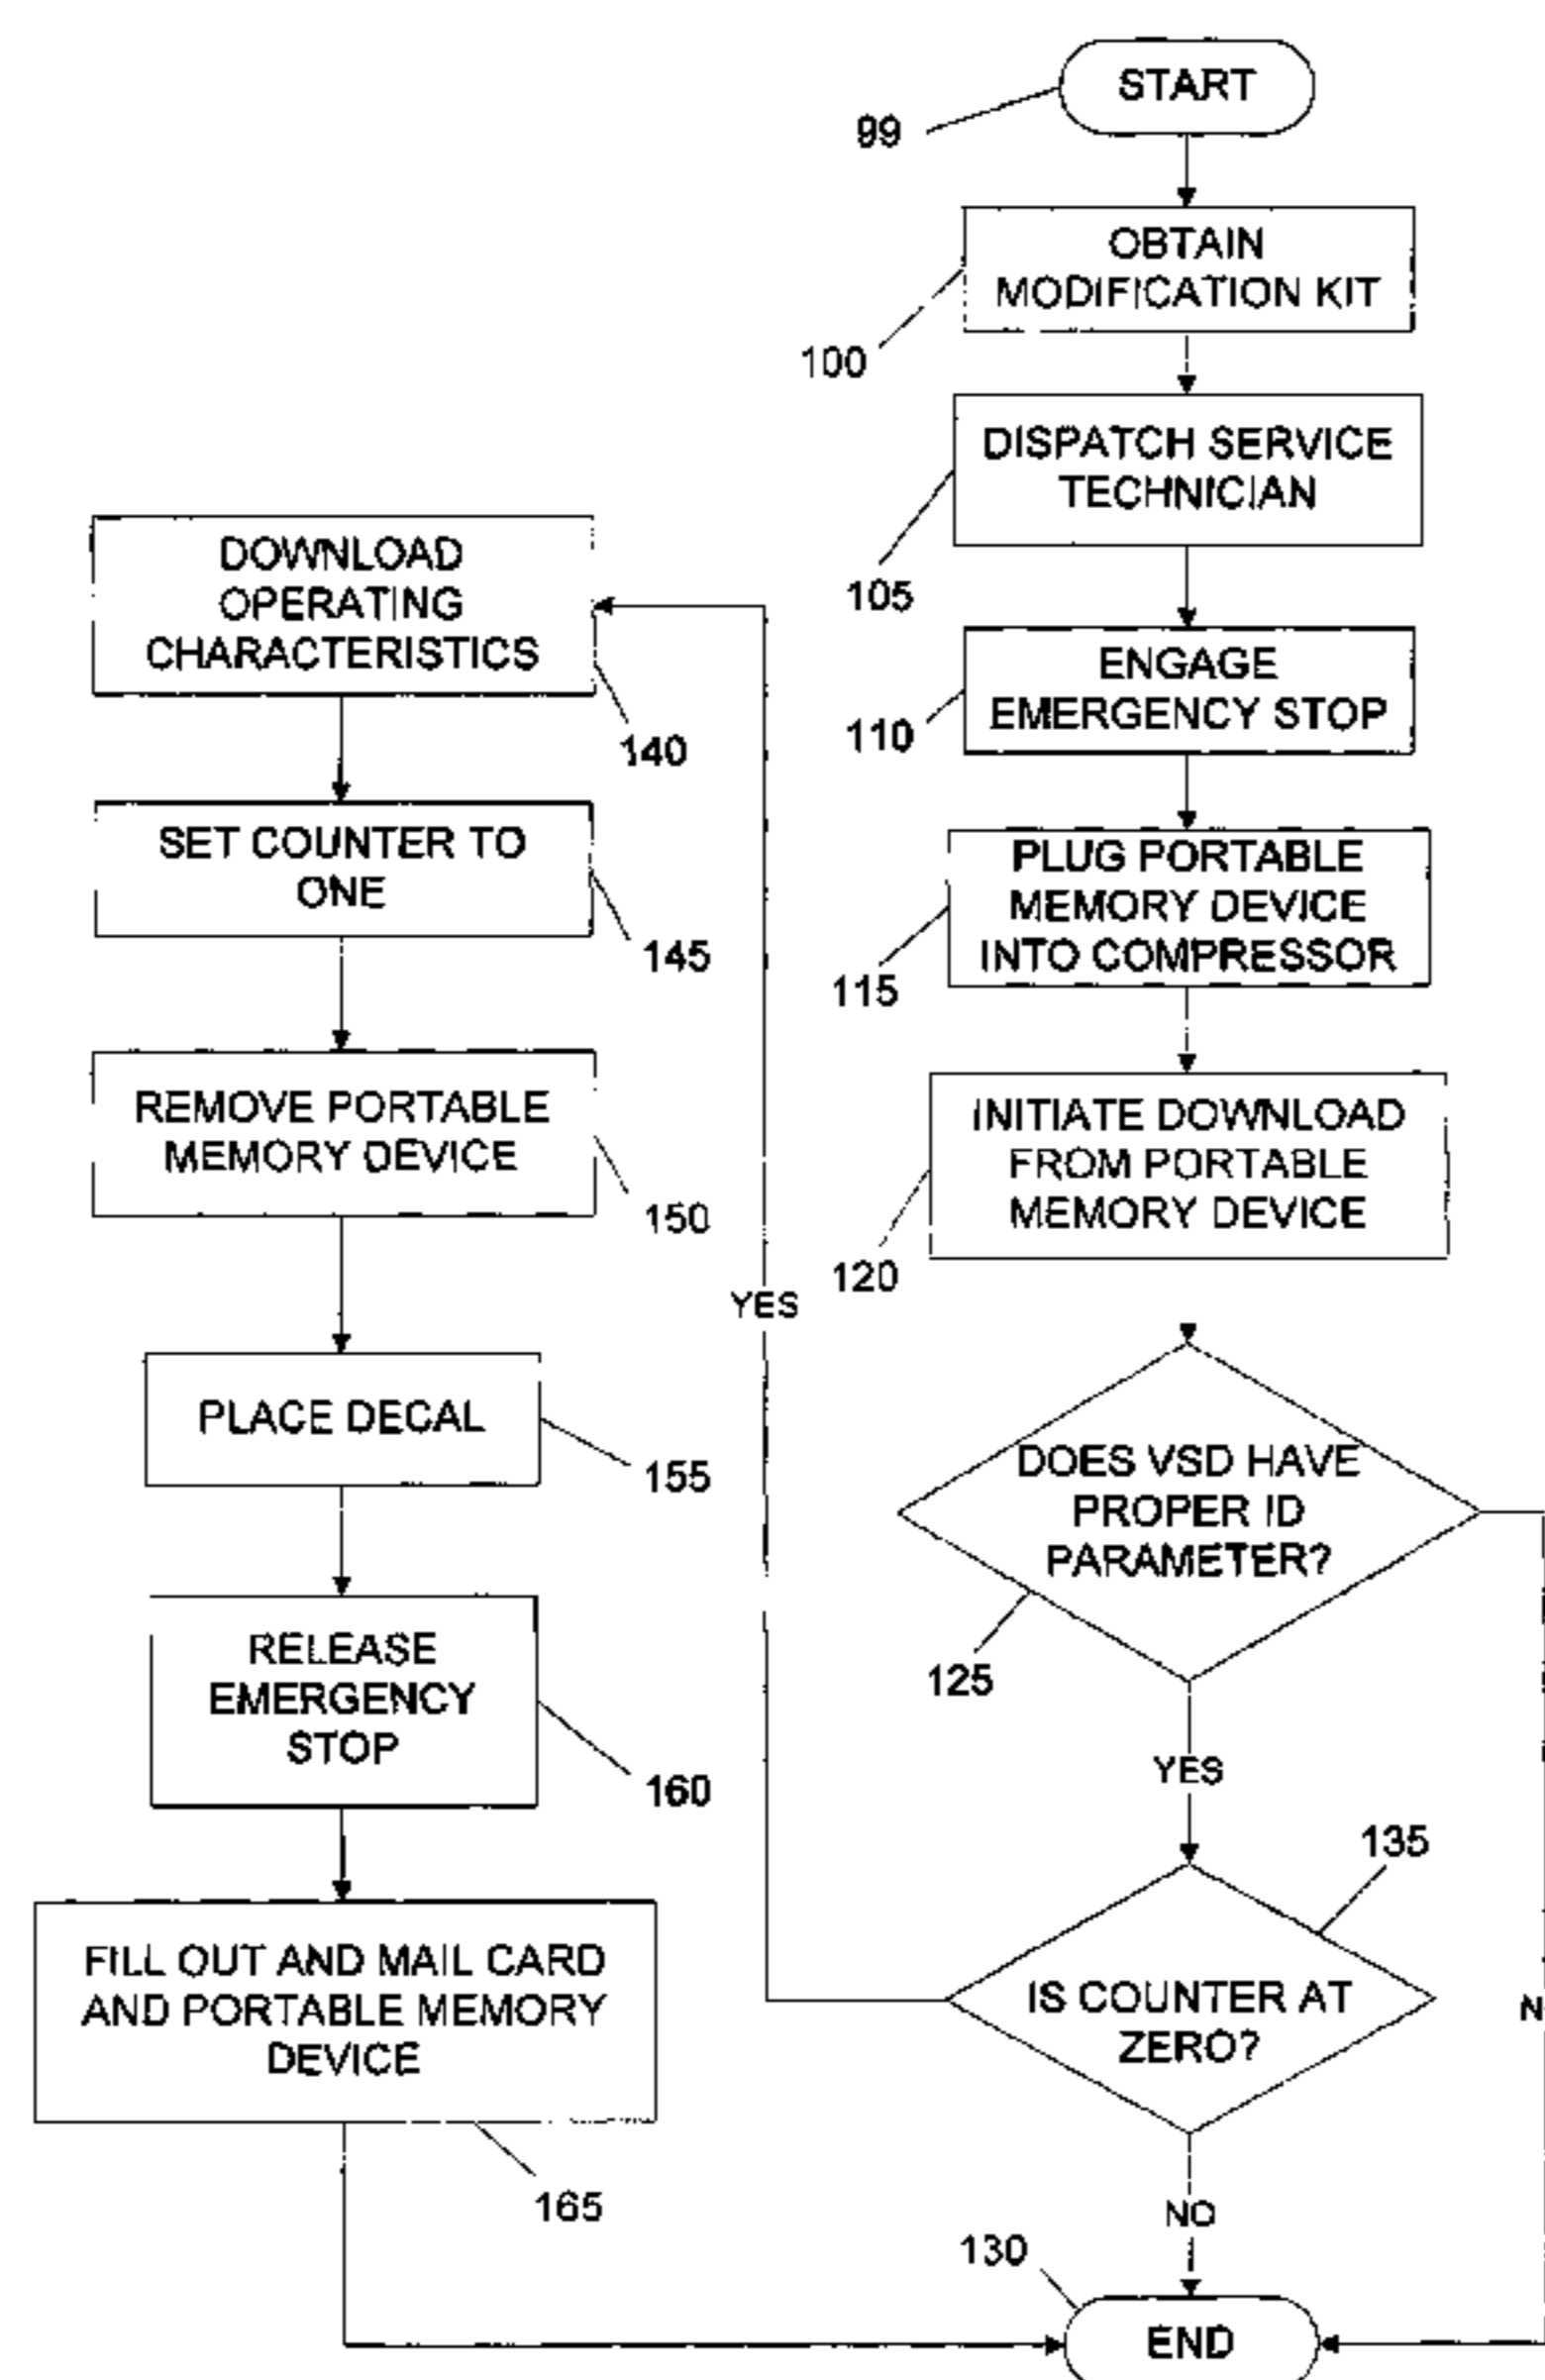 START
99
OBTAIN
MODIFICATION KIT
100
DISPATCH SERVICE
TECHNICIAN
105
ENGAGE
EMERGENCY STOP
110
PLUG PORTABLE
MEMORY DEVICE
INTO COMPRESSOR
115
INITIATE DOWNLOAD
FROM PORTABLE
MEMORY DEVICE
120
DOES VSD HAVE
PROPER ID
PARAMETER?
125
YES
135
IS COUNTER AT
ZERO?
NO
130
END
YES
DOWNLOAD
OPERATING
CHARACTERISTICS
140
SET COUNTER TO
ONE
145
REMOVE PORTABLE
MEMORY DEVICE
150
PLACE DECAL
155
RELEASE
EMERGENCY
STOP
160
FILL OUT AND MAIL CARD
AND PORTABLE MEMORY
DEVICE
165